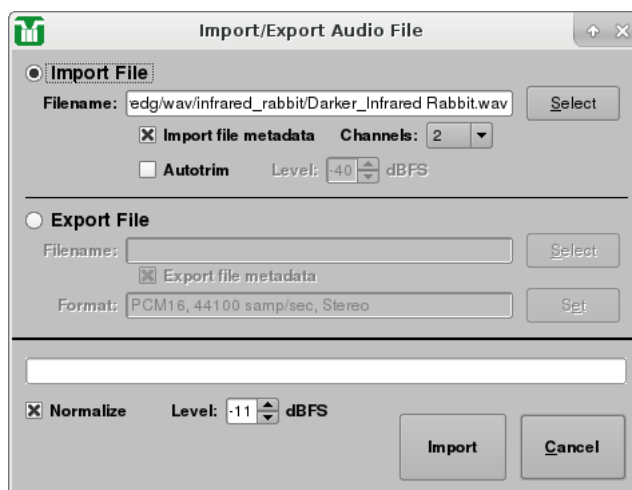 Import/Export Audio File
Import File
Filename: redg/wav/infrared_rabbit/Darker_Infrared Rabbit.wav Select
Import file metadata Channels: 2
Autotrim Level: -40 dBFS
Export File
Filename: Select
Export file metadata
Format: PCM16, 44100 samp/sec, Stereo Set
Normalize Level: -11 dBFS
Import Cancel